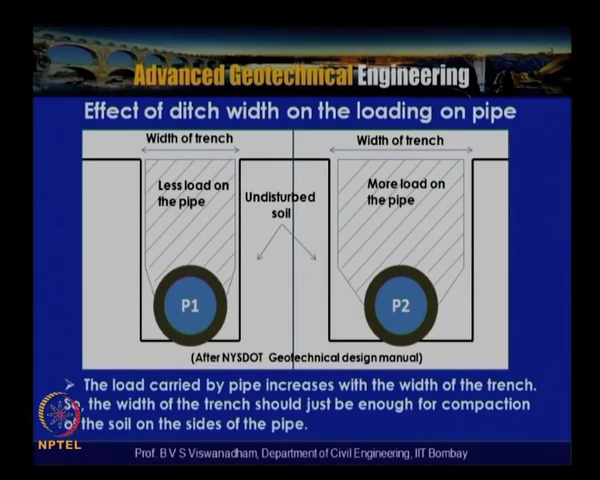 Advanced Geotechnical Engineering
Effect of ditch width on the loading on pipe
Width of trench
Width of trench
Less load on
the pipe
Undisturbed
soil
More load on
the pipe
P1
P2
(After NYSDOT Geotechnical design manual)
➢ The load carried by pipe increases with the width of the trench.
So, the width of the trench should just be enough for compaction
of the soil on the sides of the pipe.
NPTEL
Prof. B V S Viswanadham, Department of Civil Engineering, IIT Bombay